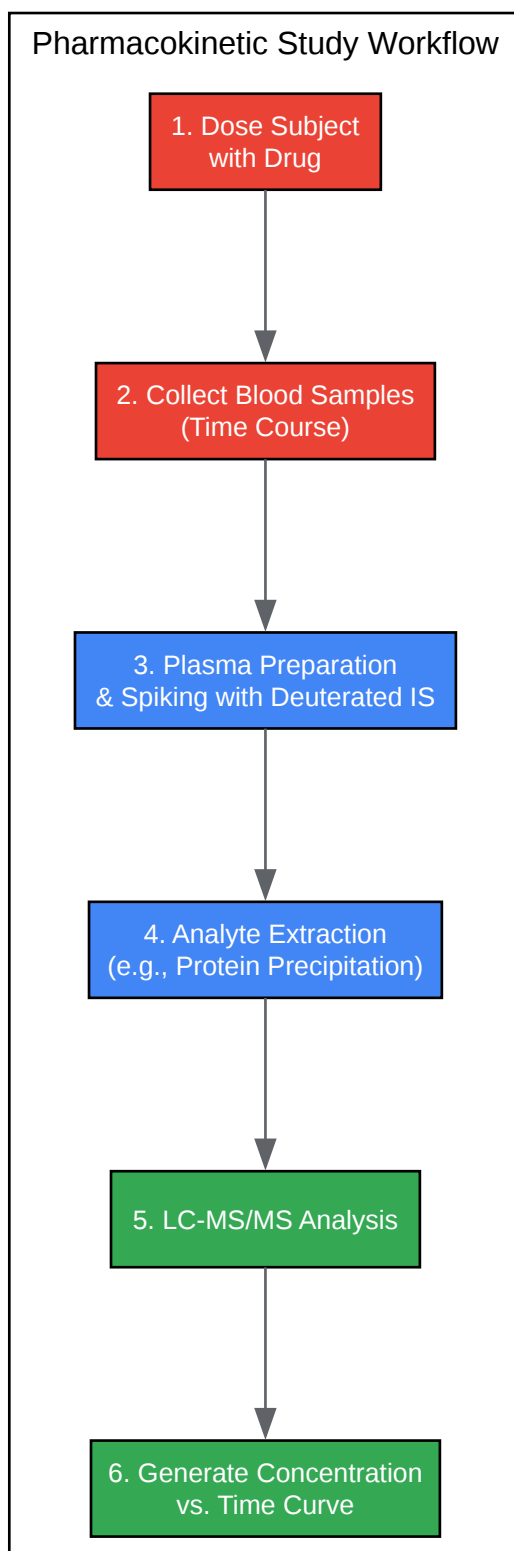 Pharmacokinetic Study Workflow
1. Dose Subject
with Drug
2. Collect Blood Samples
(Time Course)
3. Plasma Preparation
& Spiking with Deuterated IS
4. Analyte Extraction
(e.g., Protein Precipitation)
5. LC-MS/MS Analysis
6. Generate Concentration
vs. Time Curve